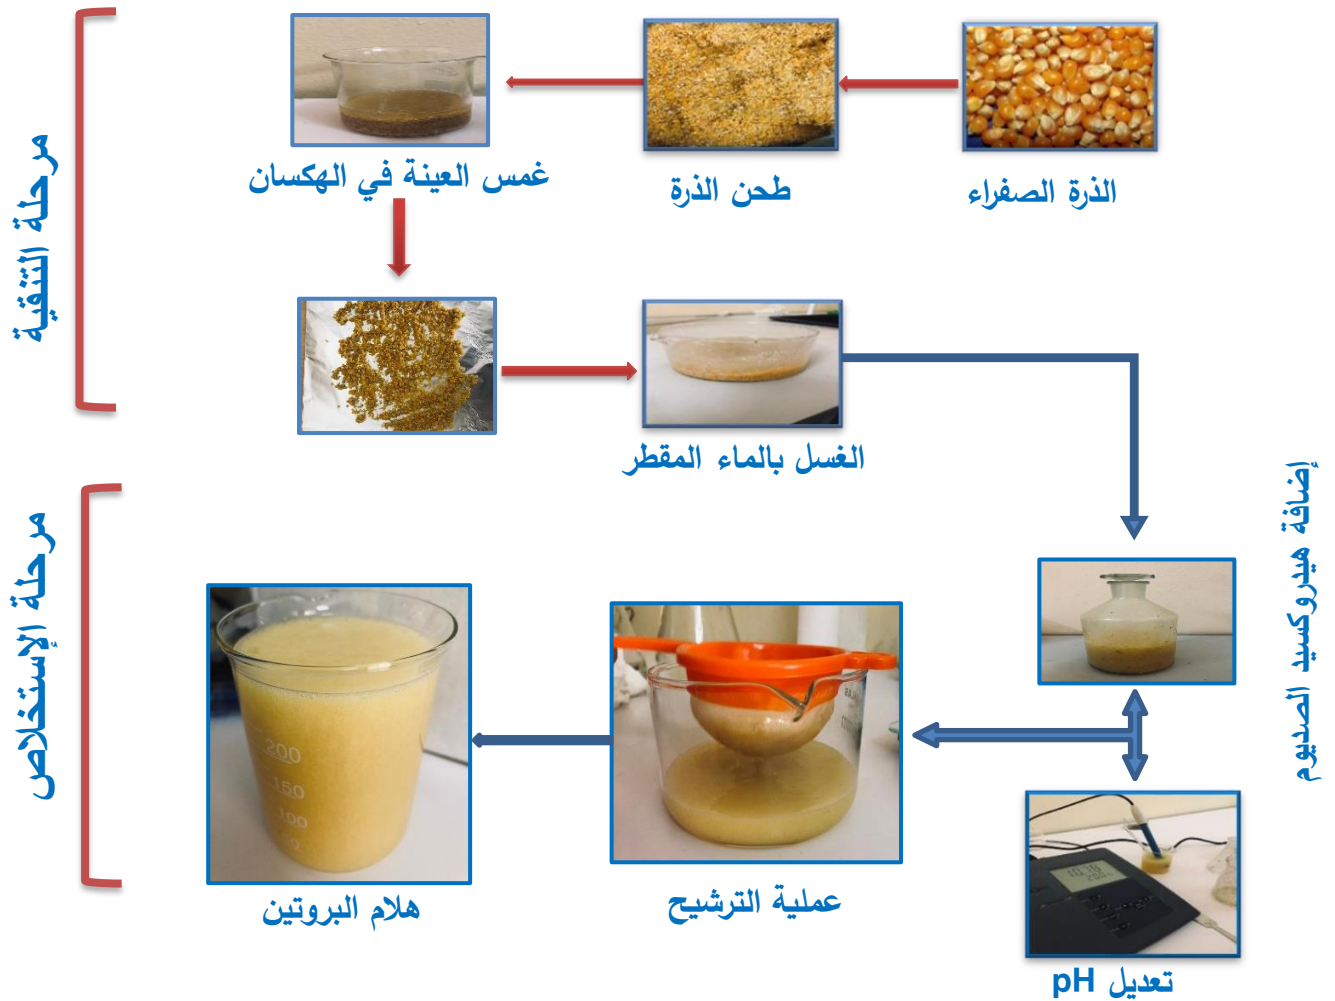 مرحلة التنقية
الذرة الصفراء
طحن الذرة
غمس العينة في الهكسان
الغسل بالماء المقطر
إضافة هيدروكسيد الصديوم
مرحلة الإستخلاص
تعديل pH
عملية الترشيح
هلام البروتين
200
150
100